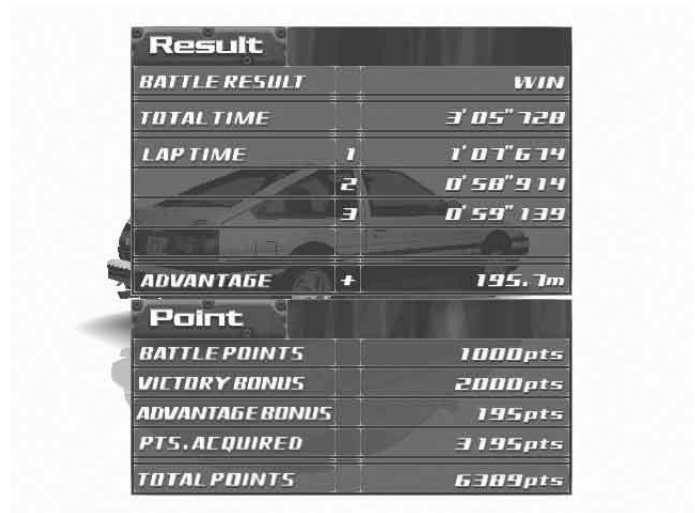 Result
BATTLE RESULT WIN
TOTAL TIME 3'05"728
LAP TIME 1 1'07"674
2 0'58"914
3 0'59"139
ADVANTAGE + 195.7m
Point
BATTLE POINTS 1000pts
VICTORY BONUS 2000pts
ADVANTAGE BONUS 195pts
PTS.ACQUIRED 3195pts
TOTAL POINTS 6389pts